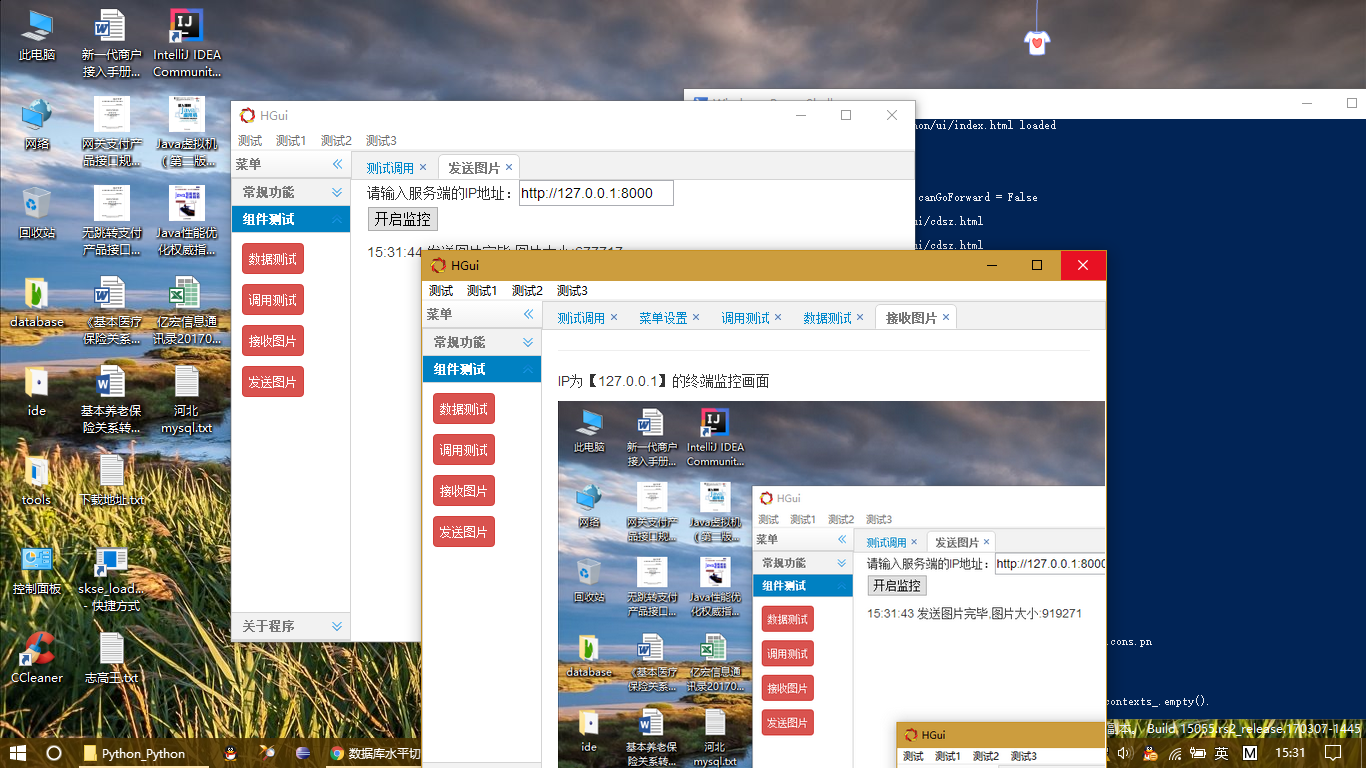 此电脑
新一代商户
接入手册...
IntelliJ IDEA
Communit...
网络
网关支付产
品接口规...
Java虚拟机
(第二版...
回收站
无跳转支付
产品接口...
Java性能优
化权威指...
database
《基本医疗
保险关系...
亿宏信息通
讯录20170...
ide
基本养老保
险关系转...
河北
mysql.txt
tools
下载地址.txt
控制面板
skse_load...
- 快捷方式
CCleaner
志高王.txt
HGui
测试 测试1 测试2 测试3
菜单
常规功能
组件测试
数据测试
调用测试
接收图片
发送图片
关于程序
测试调用 发送图片
请输入服务端的IP地址：http://127.0.0.1:8000
开启监控
15:31:44
non/ui/index.html loaded
canGoForward = False
ui/cdsz.html
ui/cdsz.html
cons.pn
contexts_.empty().
HGui
测试 测试1 测试2 测试3
菜单
常规功能
组件测试
数据测试
调用测试
接收图片
发送图片
测试调用 菜单设置 调用测试 数据测试 接收图片
IP为【127.0.0.1】的终端监控画面
此电脑
新一代商户
接入手册...
IntelliJ IDEA
Communit...
网络
网关支付产
品接口规...
Java虚拟机
(第二版...
回收站
无跳转支付
产品接口...
Java性能优
化权威指...
database
《基本医疗
保险关系...
亿宏信息通
讯录20170...
ide
基本养老保
险关系转...
河北
mysql.txt
HGui
测试 测试1 测试2 测试3
菜单
常规功能
组件测试
数据测试
调用测试
接收图片
发送图片
测试调用 发送图片
请输入服务端的IP地址：http://127.0.0.1:8000
开启监控
15:31:43 发送图片完毕.图片大小:919271
HGui
测试 测试1 测试2 测试3
副本。 Build 15055.rs2_release.170307-1445
Python_Python
数据库水平切
英
M
15:31